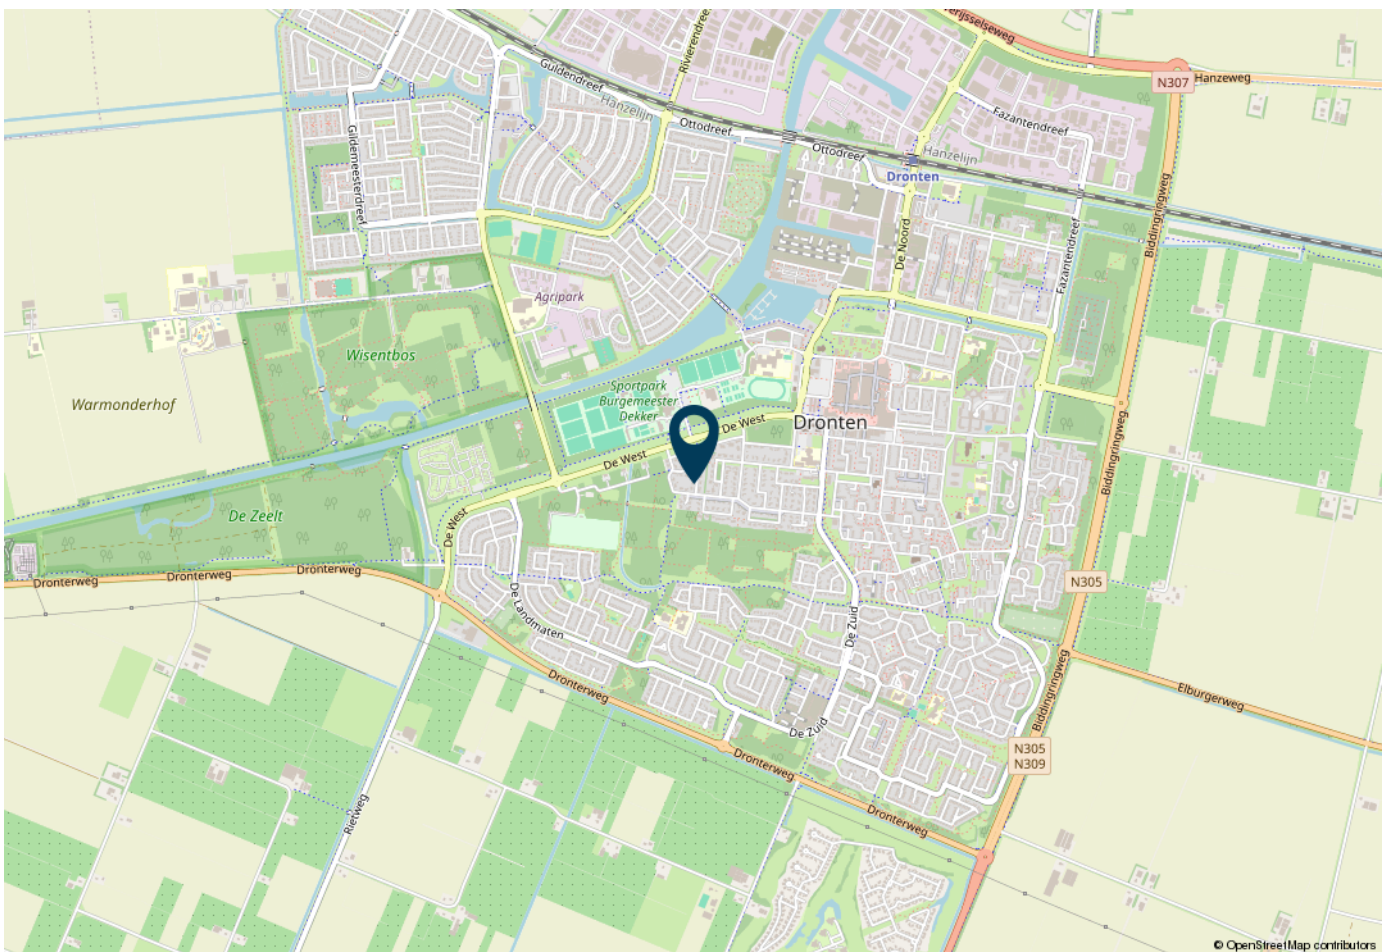 erijsselseweg
Rivierendree
Guldendreef
Hanzelijn
N307
Hanzeweg
Fazantendreef
Ottodreef
Ottodreef
Hanzelijn
Dronten
Gildemeesterdreef
Biddingringweg
De Noord
Fazantendreef
Agripark
Wisentbos
Warmonderhof
Sportpark
Burgemeester
Dekker
De West
Dronten
De West
Biddingringweg
De Zeelt
De West
Dronterweg
Dronterweg
Dronterweg
N305
De Landmaten
De Zuid
Biddingringweg
Elburgerweg
Dronterweg
De Zuid
N305
N309
Dronterweg
Rietweg
Dronterweg
© OpenStreetMap contributors